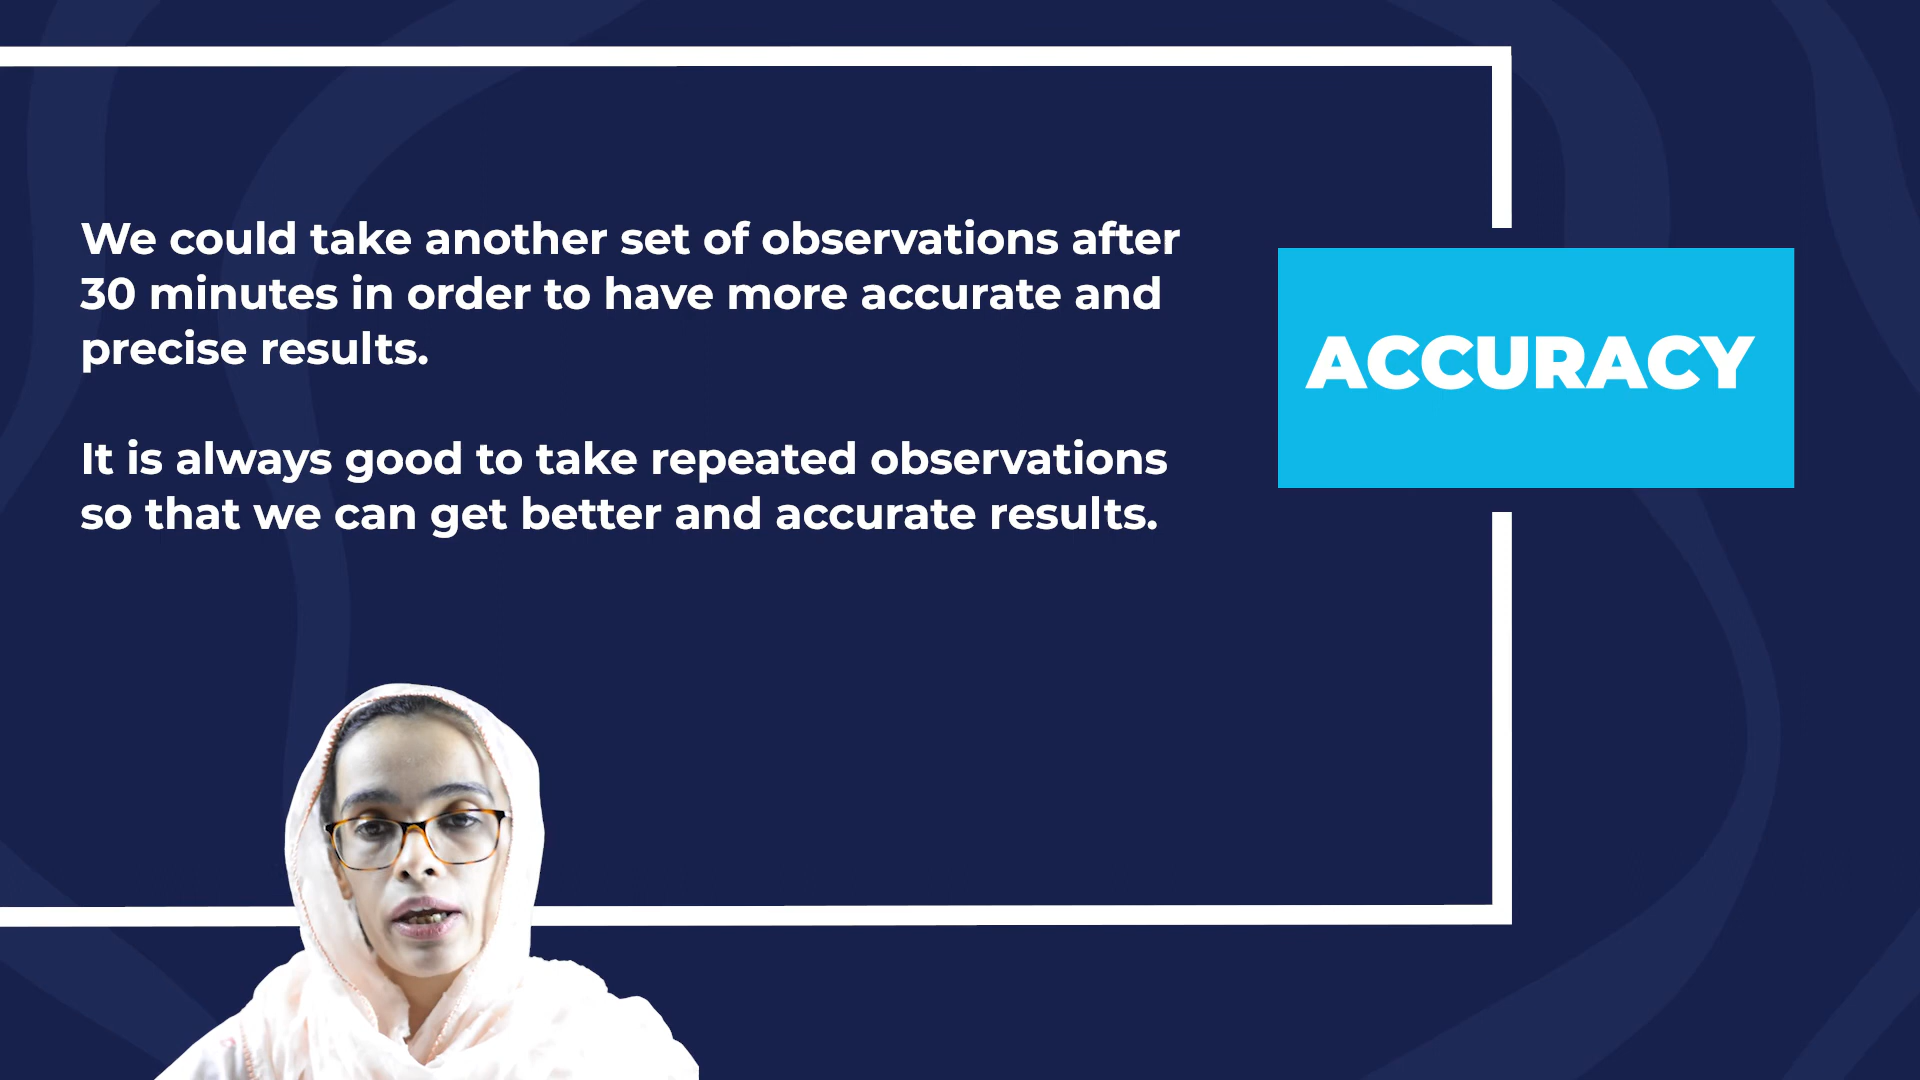 We could take another set of observations after
30 minutes in order to have more accurate and
precise results.
It is always good to take repeated observations
so that we can get better and accurate results.
ACCURACY